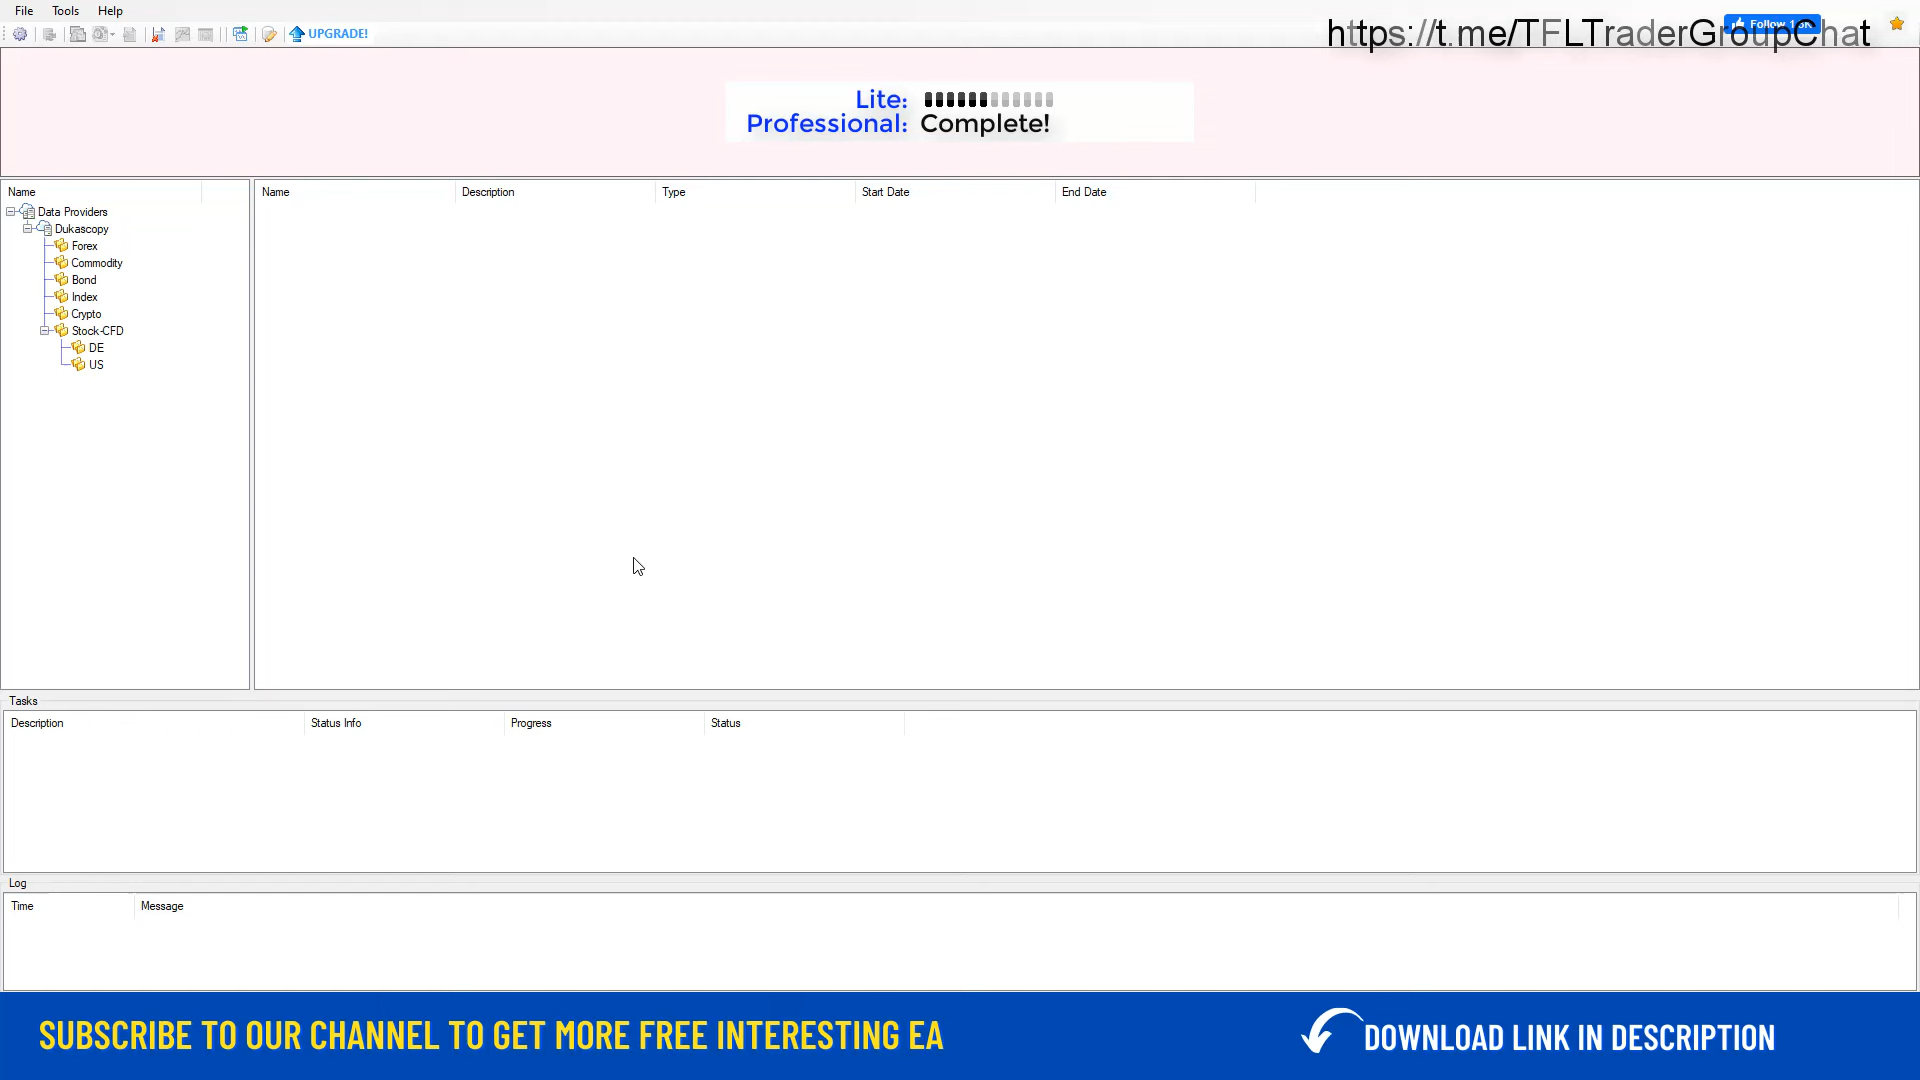 File Tools Help
UPGRADE!
https://t.me/TFLTraderGroupChat
Lite:
Professional: Complete!
Name
Data Providers
Dukascopy
Forex
Commodity
Bond
Index
Crypto
Stock-CFD
DE
US
Name Description Type Start Date End Date
Tasks
Description Status Info Progress Status
Log
Time Message
SUBSCRIBE TO OUR CHANNEL TO GET MORE FREE INTERESTING EA
DOWNLOAD LINK IN DESCRIPTION